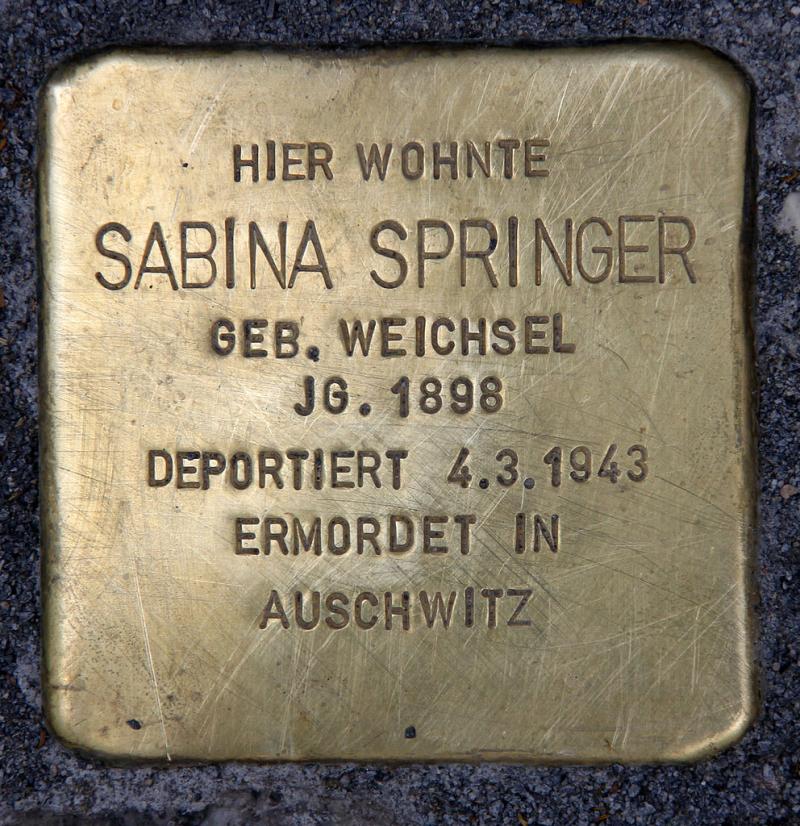 HIER WOHNTE
SABINA SPRINGER
GEB. WEICHSEL
JG. 1898
DEPORTIERT 4.3.1943
ERMORDET IN
AUSCHWITZ